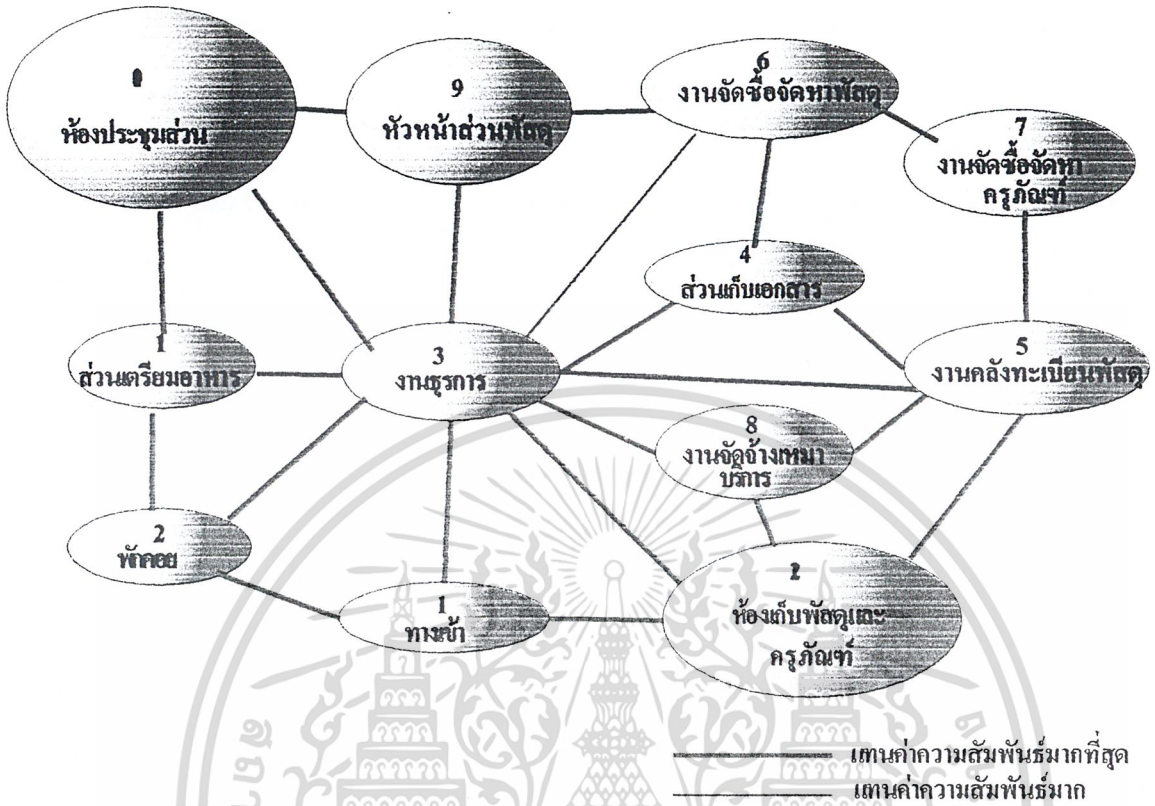 ห้องประชุมส่วน
9
หัวหน้าส่วนพัสดุ
6
งานจัดซื้อจัดหาพัสดุ
7
งานจัดซื้อจัดหา
ครุภัณฑ์
4
ส่วนเก็บเอกสาร
1
ส่วนเตรียมอาหาร
3
งานธุรการ
5
งานคลังทะเบียนพัสดุ
8
งานจัดจ้างเหมา
บริการ
2
พักคอย
1
ทางเข้า
ห้องเก็บพัสดุและ
ครุภัณฑ์
แทนค่าความสัมพันธ์มากที่สุด
แทนค่าความสัมพันธ์มาก